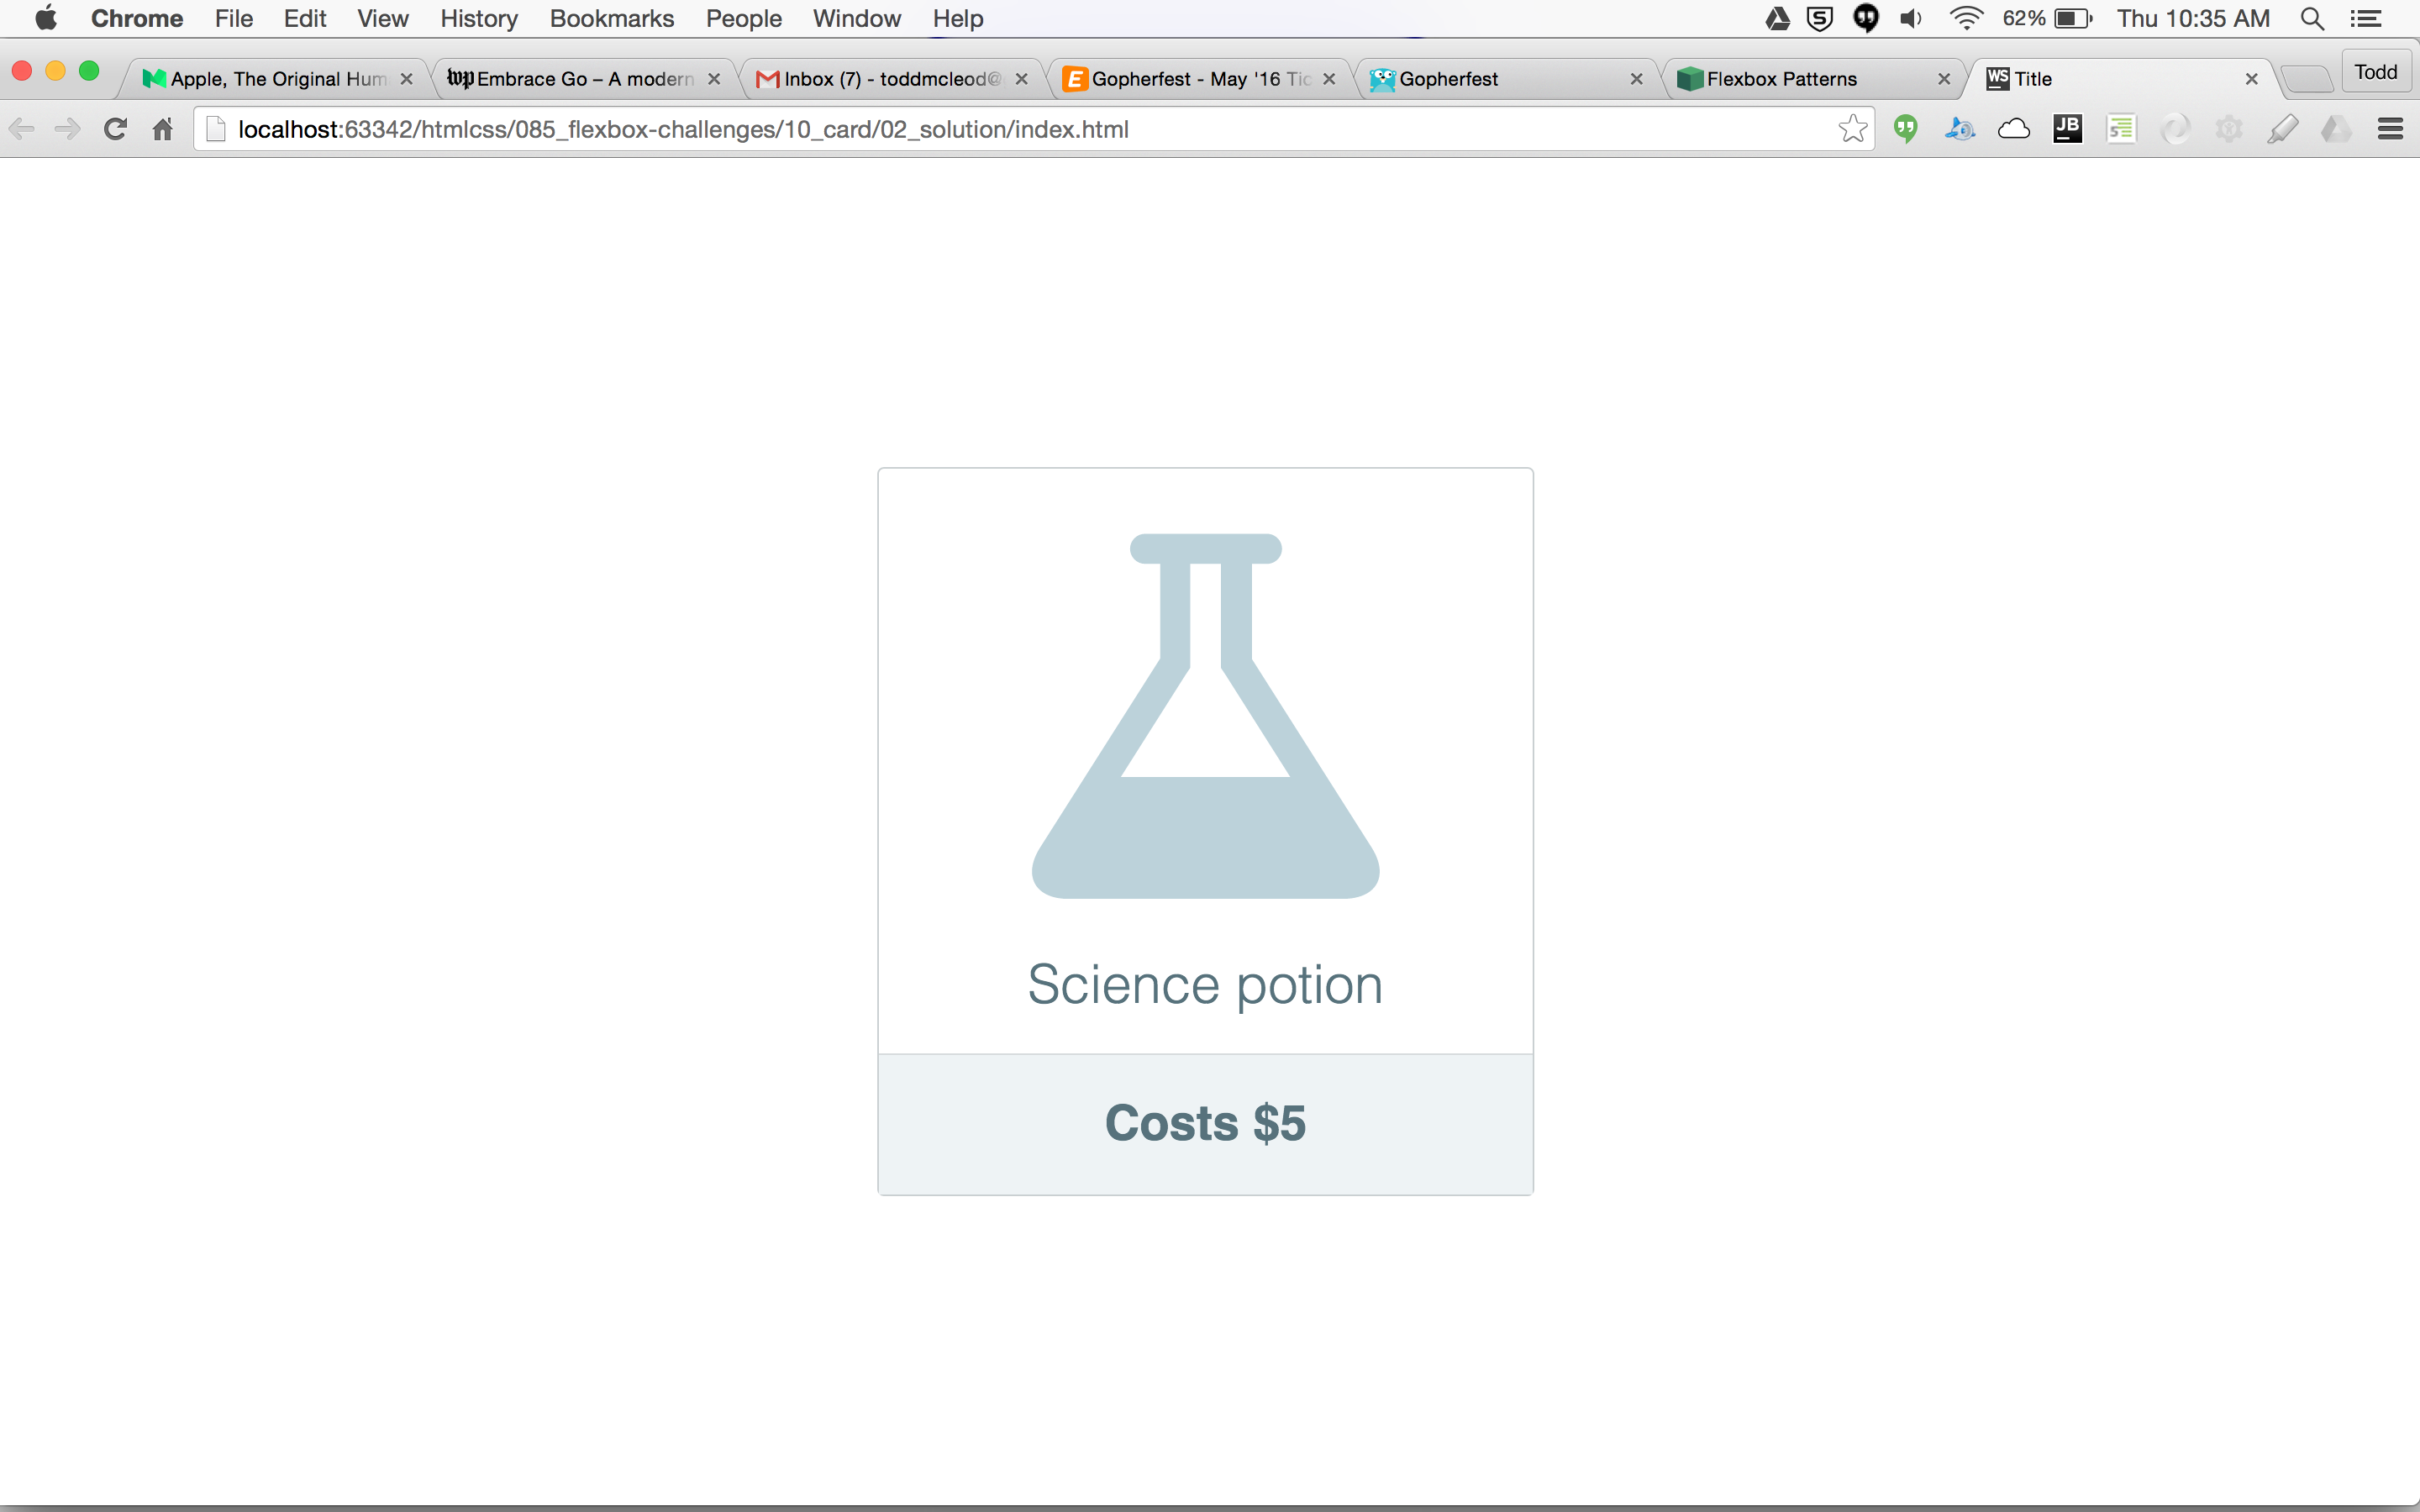 Chrome File Edit View History Bookmarks People Window Help 62% Thu 10:35 AM
Apple, The Original Hum wp Embrace Go – A modern Inbox (7) - toddmcleod@ Gopherfest - May '16 Tic Gopherfest Flexbox Patterns WS Title Todd
localhost:63342/htmlcss/085_flexbox-challenges/10_card/02_solution/index.html JB
Science potion
Costs $5